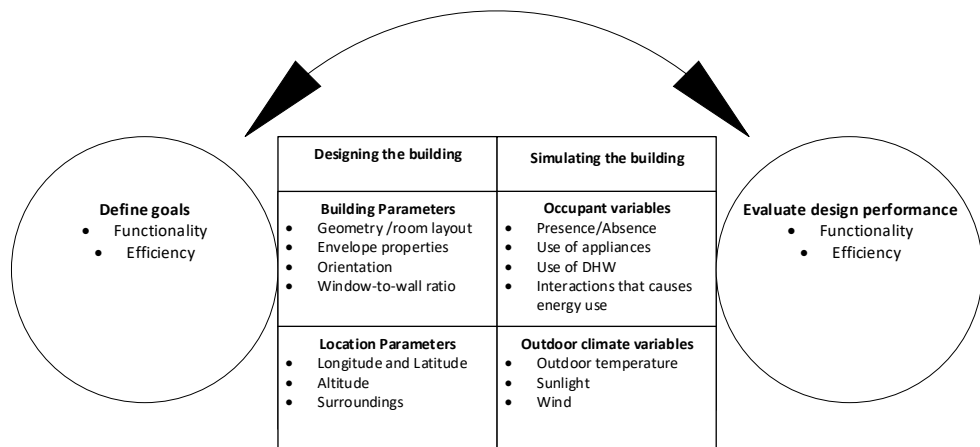 Define goals
• Functionality
• Efficiency
Designing the building
Simulating the building
Building Parameters
• Geometry /room layout
• Envelope properties
• Orientation
• Window-to-wall ratio
Occupant variables
• Presence/Absence
• Use of appliances
• Use of DHW
• Interactions that causes
energy use
Location Parameters
• Longitude and Latitude
• Altitude
• Surroundings
Outdoor climate variables
• Outdoor temperature
• Sunlight
• Wind
Evaluate design performance
• Functionality
• Efficiency